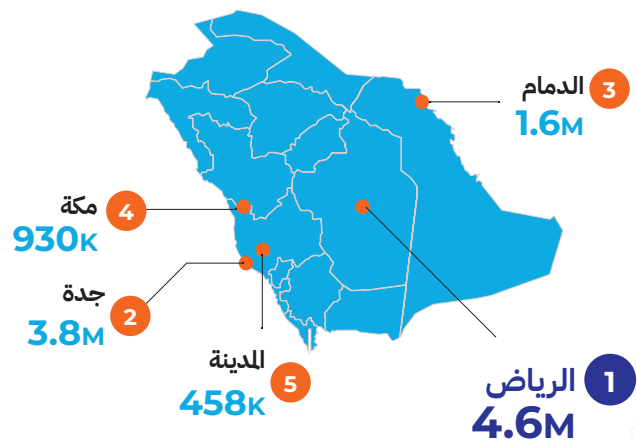 3 الدمام
1.6M
4 مكة
930K
2 جدة
3.8M
5 المدينة
458K
1 الرياض
4.6M